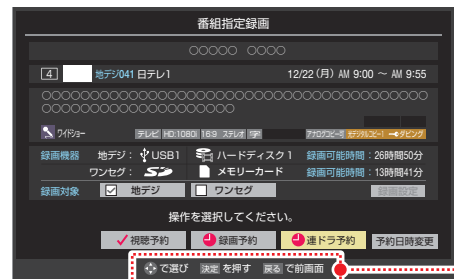 番組指定録画
○○○○○ ○○○○
4 地デジ041 日テレ1 12/22 (月) AM 9:00 ～ AM 9:55
○○○○○○○○○○○○○○○○○○○○○○○○○○○○○○○○○○○○○
○○○○○○○○○○○○○○○○○○○
ワイドショー テレビ HD:1080i 16:9 ステレオ 字 アナログコピー可 デジタルコピー1 ダビング
録画機器 地デジ: USB1 ハードディスク1 録画可能時間:26時間50分
ワンセグ: メモリーカード 録画可能時間:13時間41分
録画対象 地デジ ワンセグ 録画設定
操作を選択してください。
視聴予約 録画予約 連ドラ予約 予約日時変更
で選び 決定 を押す 戻る で前画面